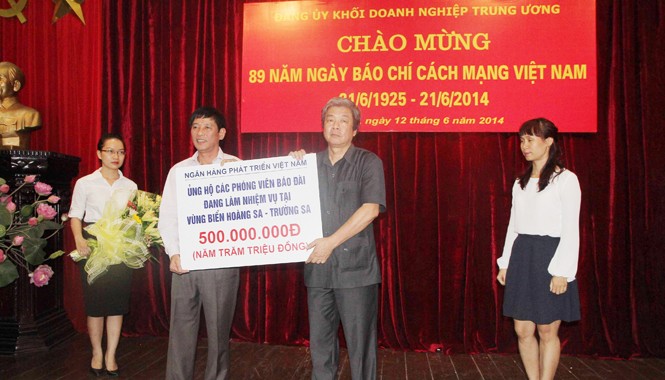 ĐẢNG ỦY KHỐI DOANH NGHIỆP TRUNG ƯƠNG
CHÀO MỪNG
89 NĂM NGÀY BÁO CHÍ CÁCH MẠNG VIỆT NAM
21/6/1925 - 21/6/2014
ngày 12 tháng 6 năm 2014
NGÂN HÀNG PHÁT TRIỂN VIỆT NAM
ỦNG HỘ CÁC PHÓNG VIÊN BÁO ĐÀI
ĐANG LÀM NHIỆM VỤ TẠI
VÙNG BIỂN HOÀNG SA - TRƯỜNG SA
500.000.000Đ
(NĂM TRĂM TRIỆU ĐỒNG)